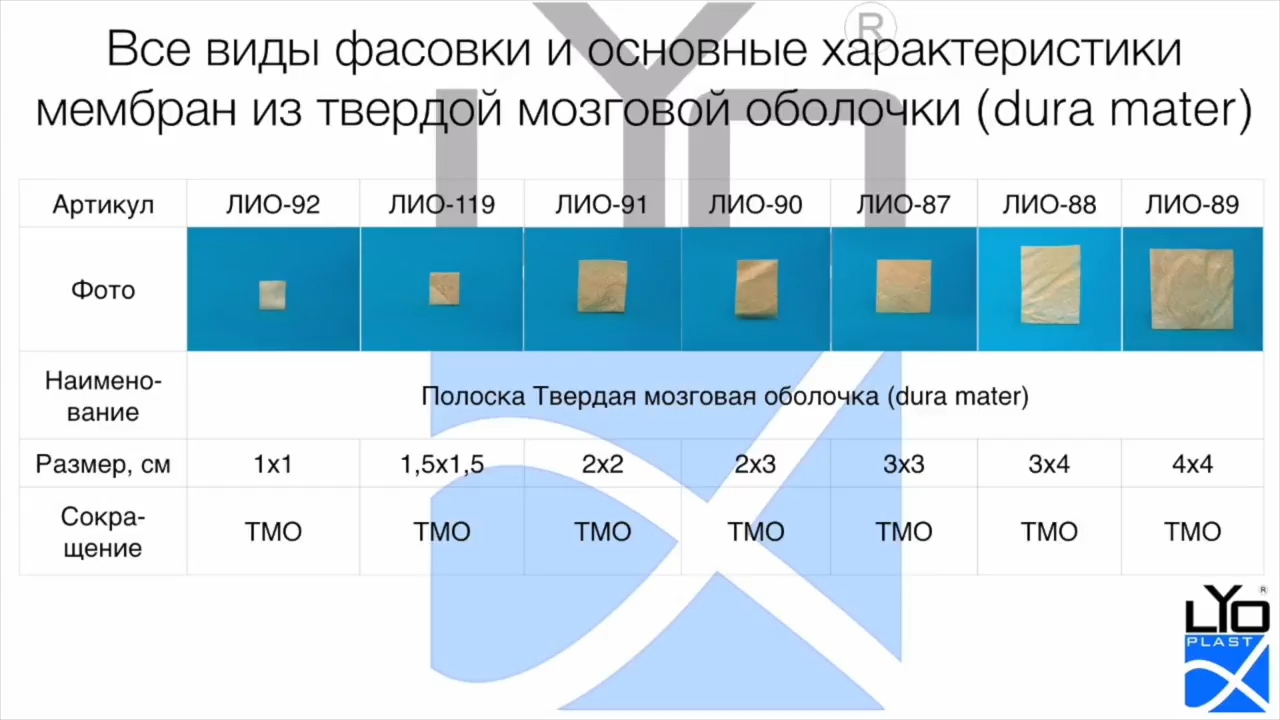 Все виды фасовки и основные характеристики
мембран из твердой мозговой оболочки (dura mater)
®
Артикул ЛИО-92 ЛИО-119 ЛИО-91 ЛИО-90 ЛИО-87 ЛИО-88 ЛИО-89
Фото
Наимено-
вание
Полоска Твердая мозговая оболочка (dura mater)
Размер, см 1x1 1,5x1,5 2x2 2x3 3x3 3x4 4x4
Сокра-
щение
ТМО ТМО ТМО ТМО ТМО ТМО ТМО
LYO ®
PLAST